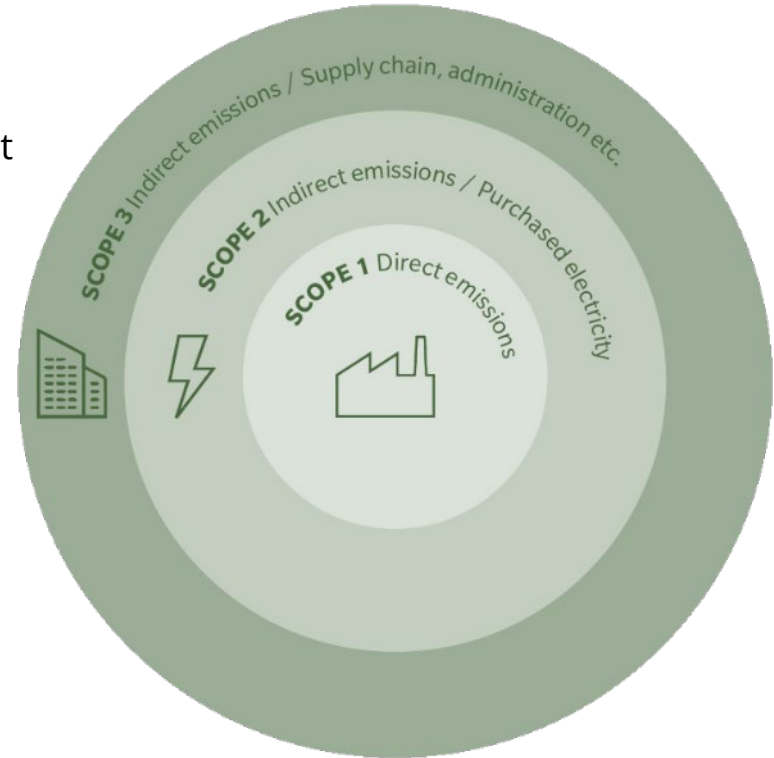 t
SCOPE 3 Indirect emissions / Supply chain, administration etc.
SCOPE 2 Indirect emissions / Purchased electricity
SCOPE 1 Direct emissions